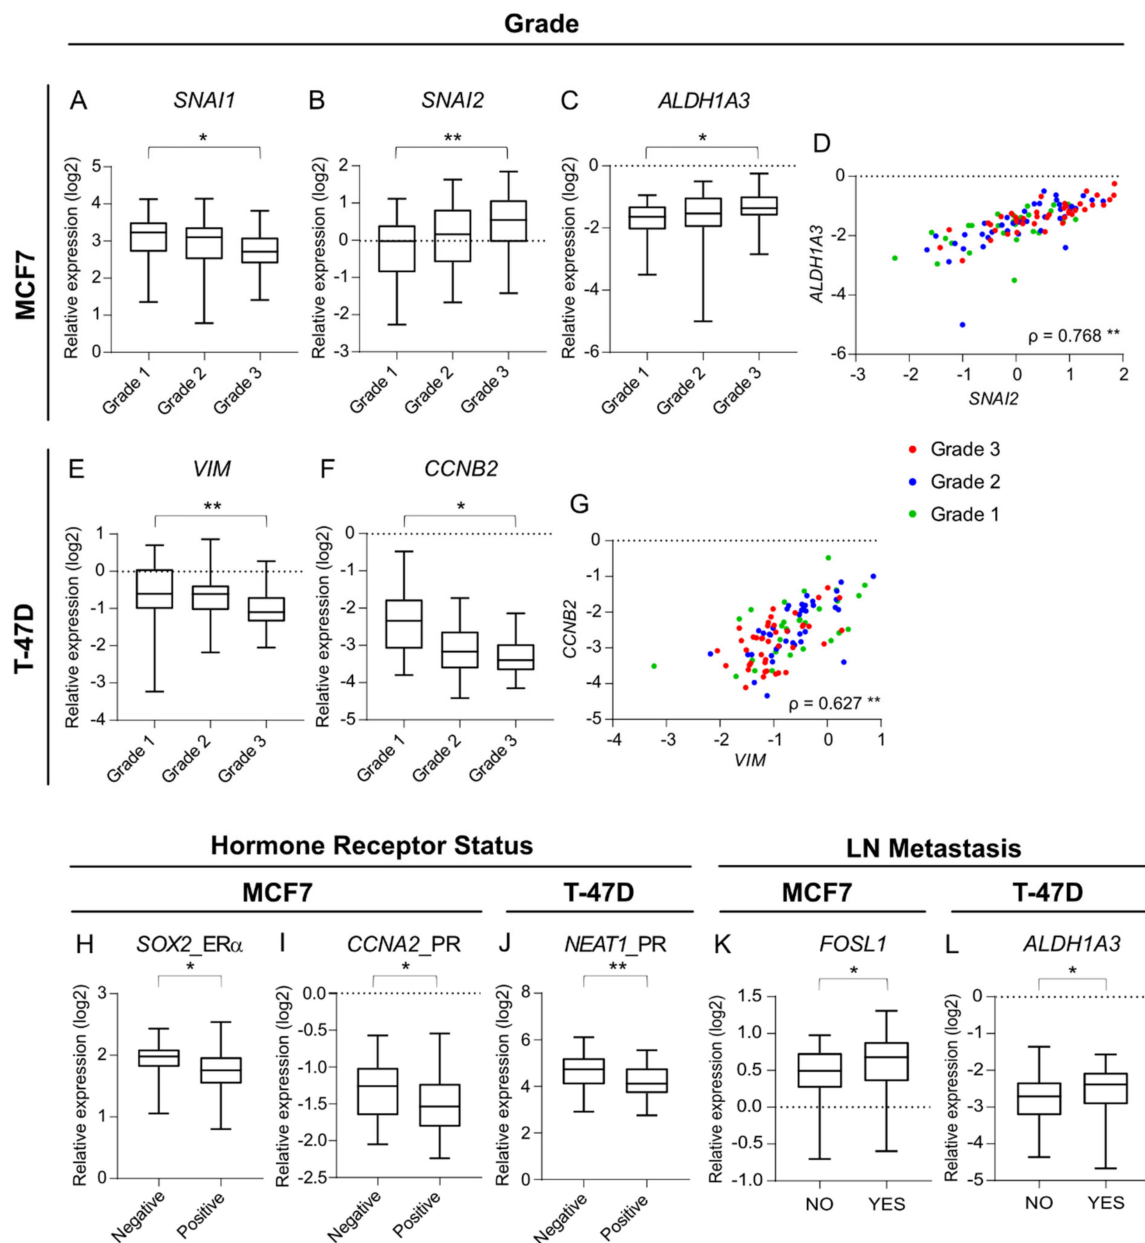 Grade
MCF7
A
SNAI1
*
Relative expression (log2)
5
4
3
2
1
0
Grade 1
Grade 2
Grade 3
B
SNAI2
**
Relative expression (log2)
2
1
0
-1
-2
-3
Grade 1
Grade 2
Grade 3
C
ALDH1A3
*
Relative expression (log2)
0
-2
-4
-6
Grade 1
Grade 2
Grade 3
D
ALDH1A3
0
-2
-4
-6
ρ = 0.768 **
-3
-2
-1
0
1
2
SNAI2
T-47D
E
VIM
**
Relative expression (log2)
1
0
-1
-2
-3
-4
Grade 1
Grade 2
Grade 3
F
CCNB2
*
Relative expression (log2)
0
-1
-2
-3
-4
-5
Grade 1
Grade 2
Grade 3
G
CCNB2
0
-1
-2
-3
-4
-5
ρ = 0.627 **
-4
-3
-2
-1
0
1
VIM
Grade 3
Grade 2
Grade 1
Hormone Receptor Status
MCF7
T-47D
LN Metastasis
MCF7
T-47D
H
SOX2_ERα
*
Relative expression (log2)
3
2
1
0
Negative
Positive
I
CCNA2_PR
*
Relative expression (log2)
0.0
-0.5
-1.0
-1.5
-2.0
-2.5
Negative
Positive
J
NEAT1_PR
**
Relative expression (log2)
8
6
4
2
0
Negative
Positive
K
FOSL1
*
Relative expression (log2)
1.5
1.0
0.5
0.0
-0.5
-1.0
NO
YES
L
ALDH1A3
*
Relative expression (log2)
0
-1
-2
-3
-4
-5
NO
YES